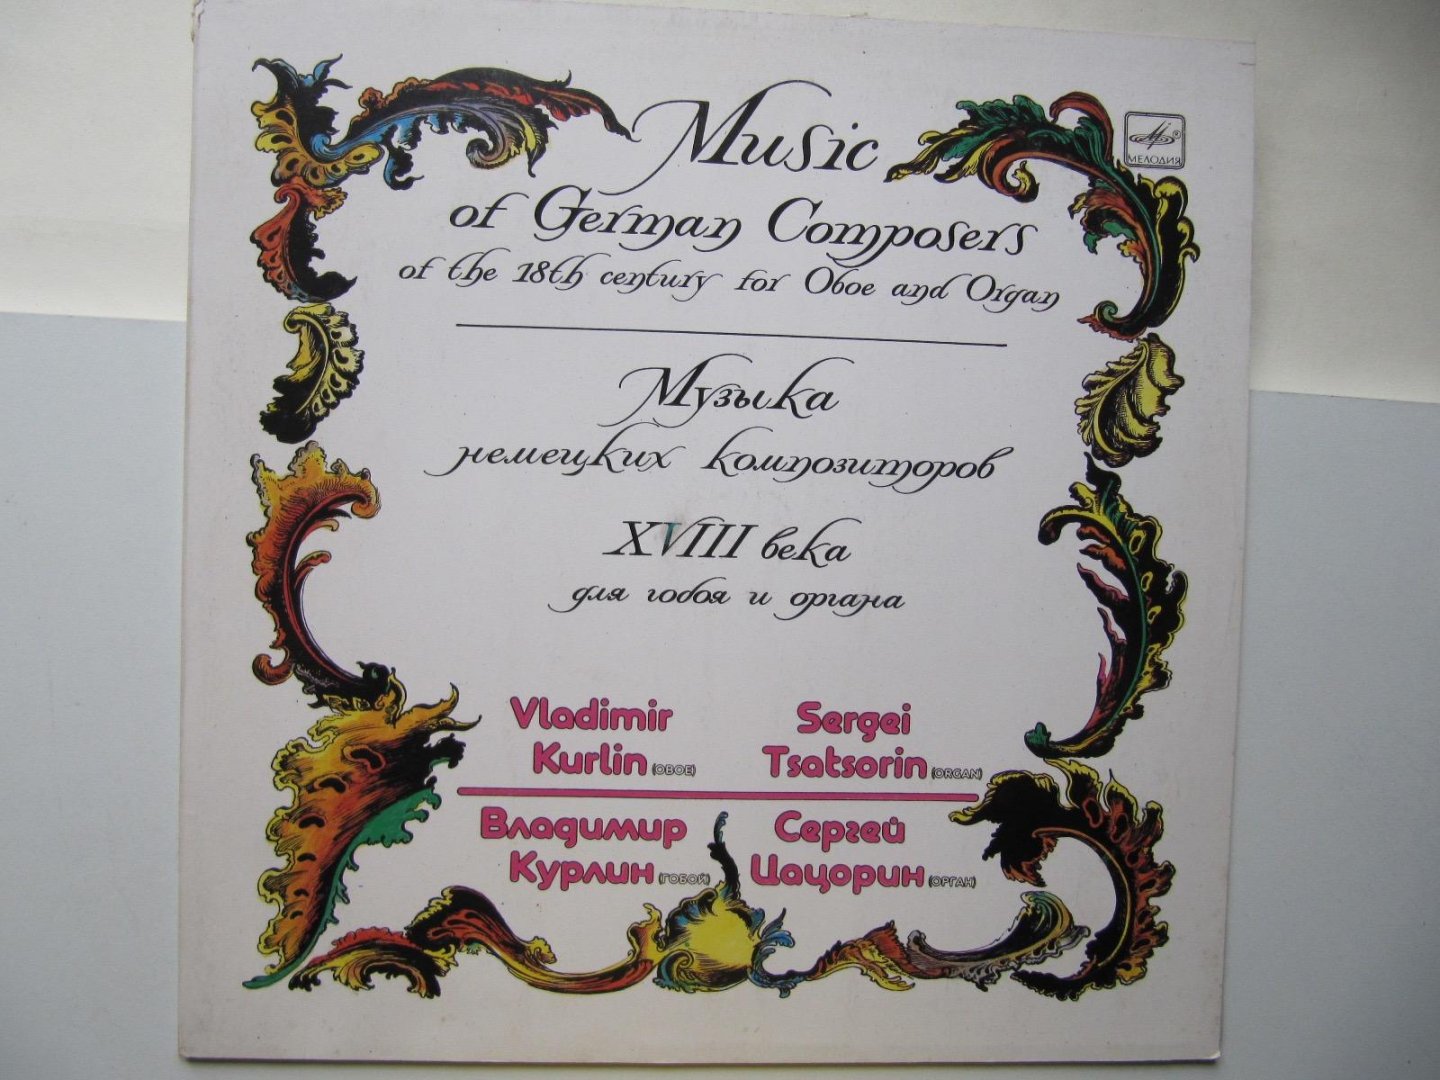 Music
of German Composers
of the 18th century for Oboe and Organ
МЕЛОДИЯ
®
Музыка
немецких композиторов
XVIII века
для гобоя и органа
Vladimir
Kurlin (OBOE)
Sergei
Tsatsorin (ORGAN)
Владимир
Курлин (ГОБОЙ)
Сергей
Цацорин (ОРГАН)